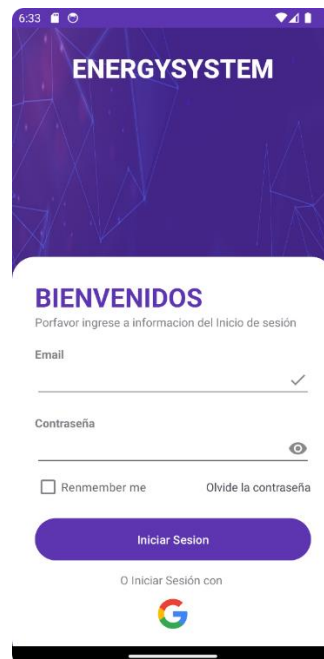 6:33
ENERGYSYSTEM
BIENVENIDOS
Porfavor ingrese a informacion del Inicio de sesión
Email
Contraseña
Renmember me Olvide la contraseña
Iniciar Sesion
O Iniciar Sesión con